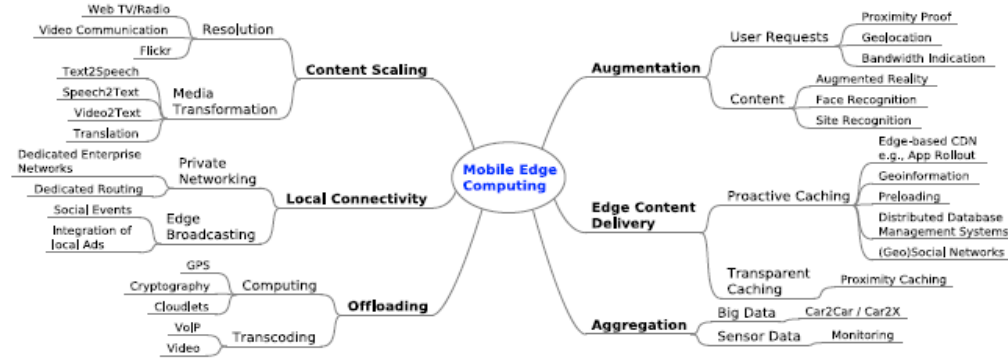 Web TV/Radio
Video Communication
Flickr
Resolution
Text2Speech
Speech2Text
Video2Text
Translation
Media
Transformation
Content Scaling
Dedicated Enterprise
Networks
Dedicated Routing
Private
Networking
Social Events
Integration of
local Ads
Edge
Broadcasting
Local Connectivity
GPS
Cryptography
Cloudlets
Computing
VoIP
Video
Transcoding
Offloading
Mobile Edge
Computing
Augmentation
User Requests
Proximity Proof
Geolocation
Bandwidth Indication
Content
Augmented Reality
Face Recognition
Site Recognition
Edge Content
Delivery
Proactive Caching
Edge-based CDN
e.g., App Rollout
Geoinformation
Preloading
Distributed Database
Management Systems
(Geo)Social Networks
Transparent
Caching
Proximity Caching
Aggregation
Big Data
Car2Car / Car2X
Sensor Data
Monitoring